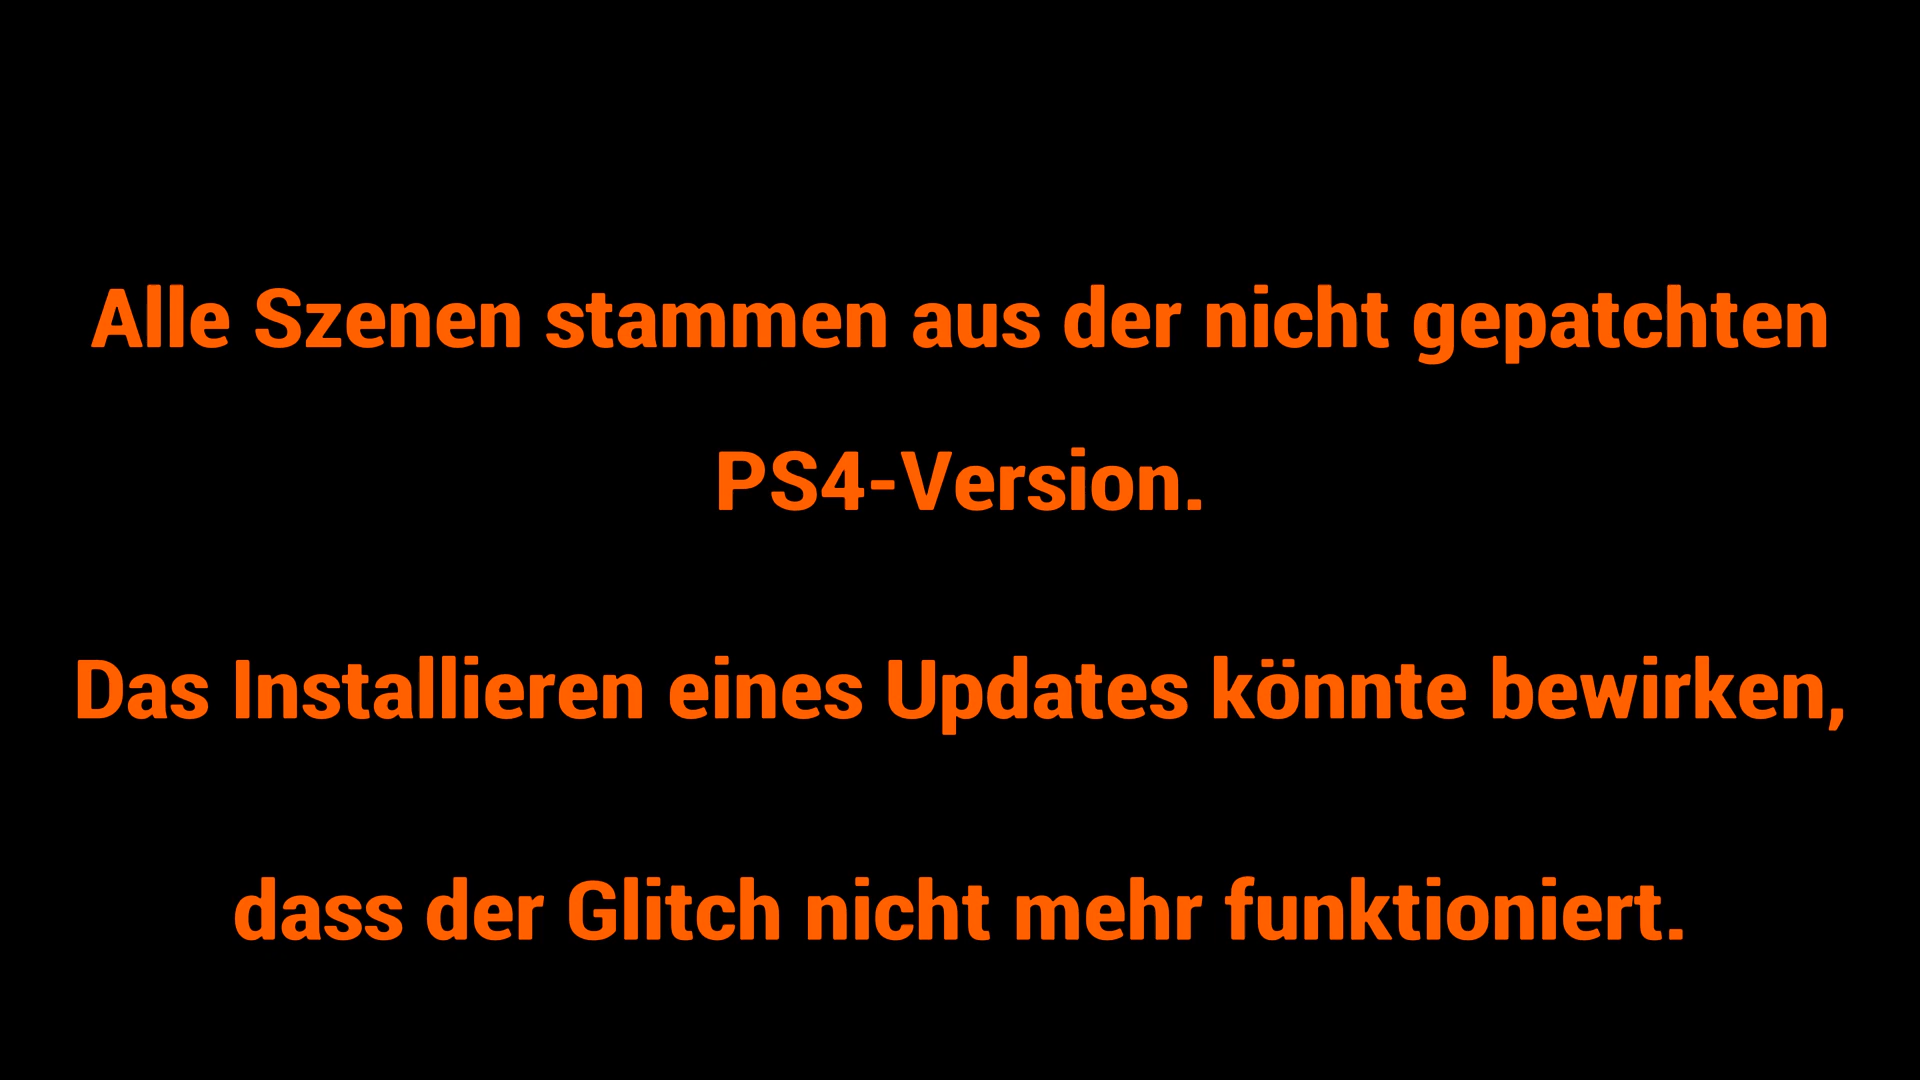 Alle Szenen stammen aus der nicht gepatchten
PS4-Version.
Das Installieren eines Updates könnte bewirken,
dass der Glitch nicht mehr funktioniert.